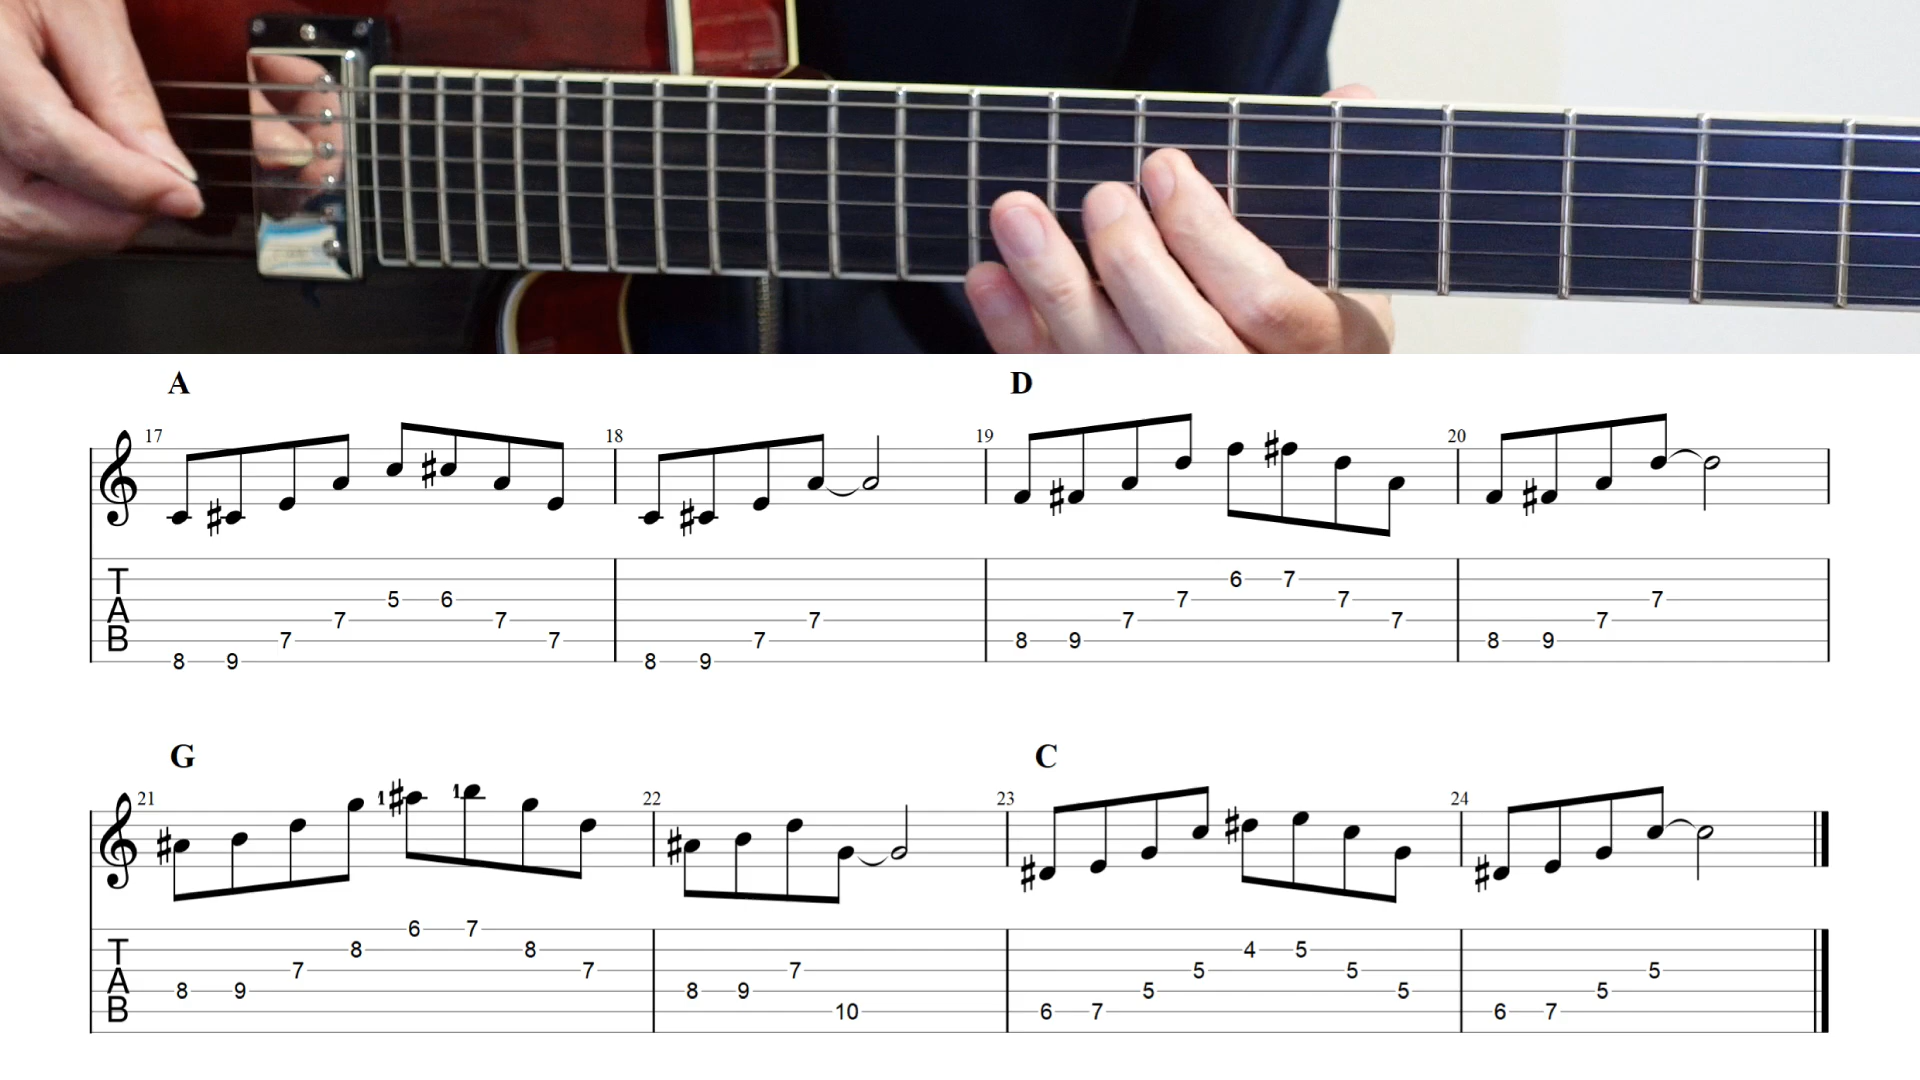 A D
17 18 19 20
T
A
B
6 7
5 6 7 7
7 7 7 7 7
7 7 7 8 9 8 9
8 9 8 9
G C
21 22 23 24
1 1
T
A
B
6 7
8 8 4 5
7 7 7 5 5 5
8 9 8 9 5 5 5
10 6 7 6 7